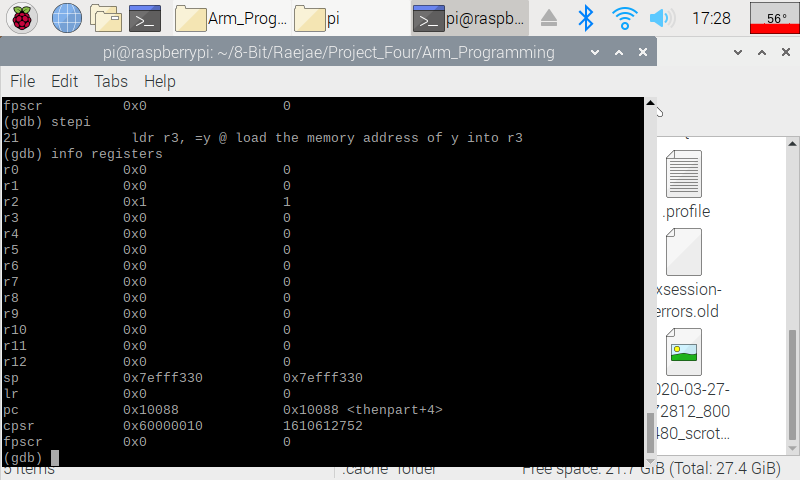 Arm_Prog... pi pi@raspb... 17:28 56°
pi@raspberrypi: ~/8-Bit/Raejae/Project_Four/Arm_Programming
File Edit Tabs Help
fpscr 0x0 0
(gdb) stepi
21 ldr r3, =y @ load the memory address of y into r3
(gdb) info registers
r0 0x0 0
r1 0x0 0
r2 0x1 1
r3 0x0 0
r4 0x0 0
r5 0x0 0
r6 0x0 0
r7 0x0 0
r8 0x0 0
r9 0x0 0
r10 0x0 0
r11 0x0 0
r12 0x0 0
sp 0x7efff330 0x7efff330
lr 0x0 0
pc 0x10088 0x10088 <thenpart+4>
cpsr 0x60000010 1610612752
fpscr 0x0 0
(gdb)
.profile
xsession-
errors.old
020-03-27-
72812_800
480_scrot...
5 items ".cache" folder Free space: 21.7 GiB (Total: 27.4 GiB)